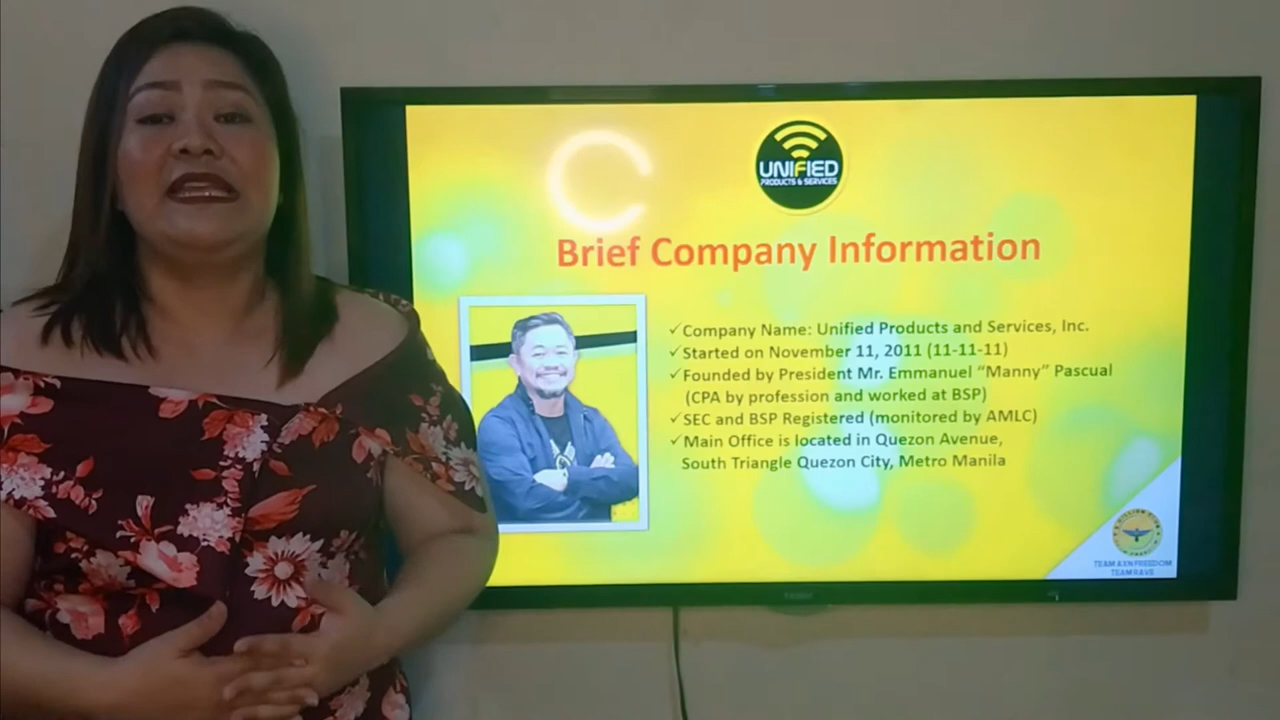 UNIFIED
PRODUCTS & SERVICES
Brief Company Information
✓Company Name: Unified Products and Services, Inc.
✓Started on November 11, 2011 (11-11-11)
✓Founded by President Mr. Emmanuel “Manny” Pascual
(CPA by profession and worked at BSP)
✓SEC and BSP Registered (monitored by AMLC)
✓Main Office is located in Quezon Avenue,
South Triangle Quezon City, Metro Manila
TEAM AXN FREEDOM
TEAM RAVS